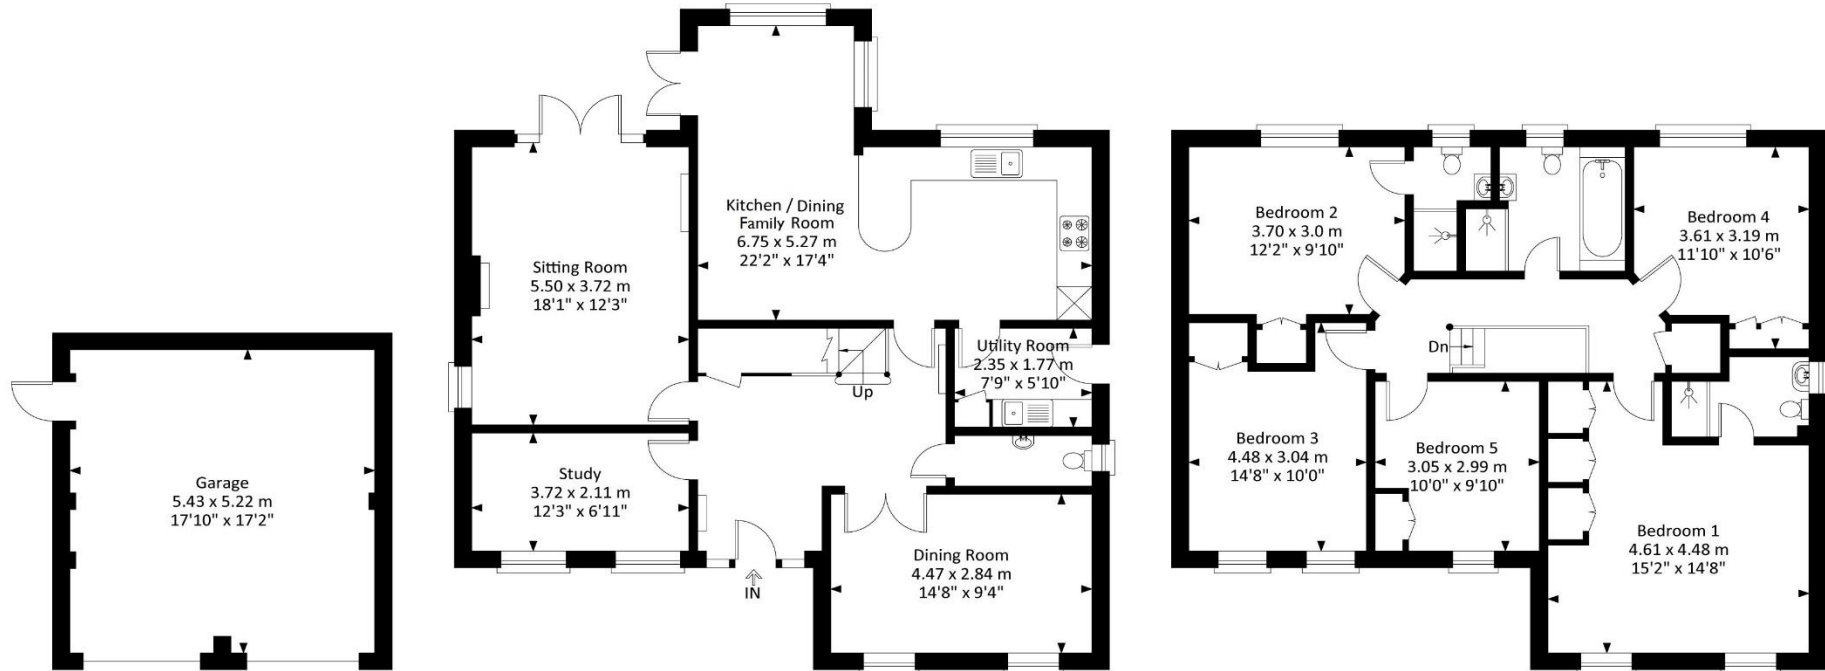 Garage
5.43 x 5.22 m
17'10" x 17'2"
Sitting Room
5.50 x 3.72 m
18'1" x 12'3"
Kitchen / Dining
Family Room
6.75 x 5.27 m
22'2" x 17'4"
Utility Room
2.35 x 1.77 m
7'9" x 5'10"
Up
Study
3.72 x 2.11 m
12'3" x 6'11"
IN
Dining Room
4.47 x 2.84 m
14'8" x 9'4"
Bedroom 2
3.70 x 3.0 m
12'2" x 9'10"
Bedroom 4
3.61 x 3.19 m
11'10" x 10'6"
Dn
Bedroom 3
4.48 x 3.04 m
14'8" x 10'0"
Bedroom 5
3.05 x 2.99 m
10'0" x 9'10"
Bedroom 1
4.61 x 4.48 m
15'2" x 14'8"